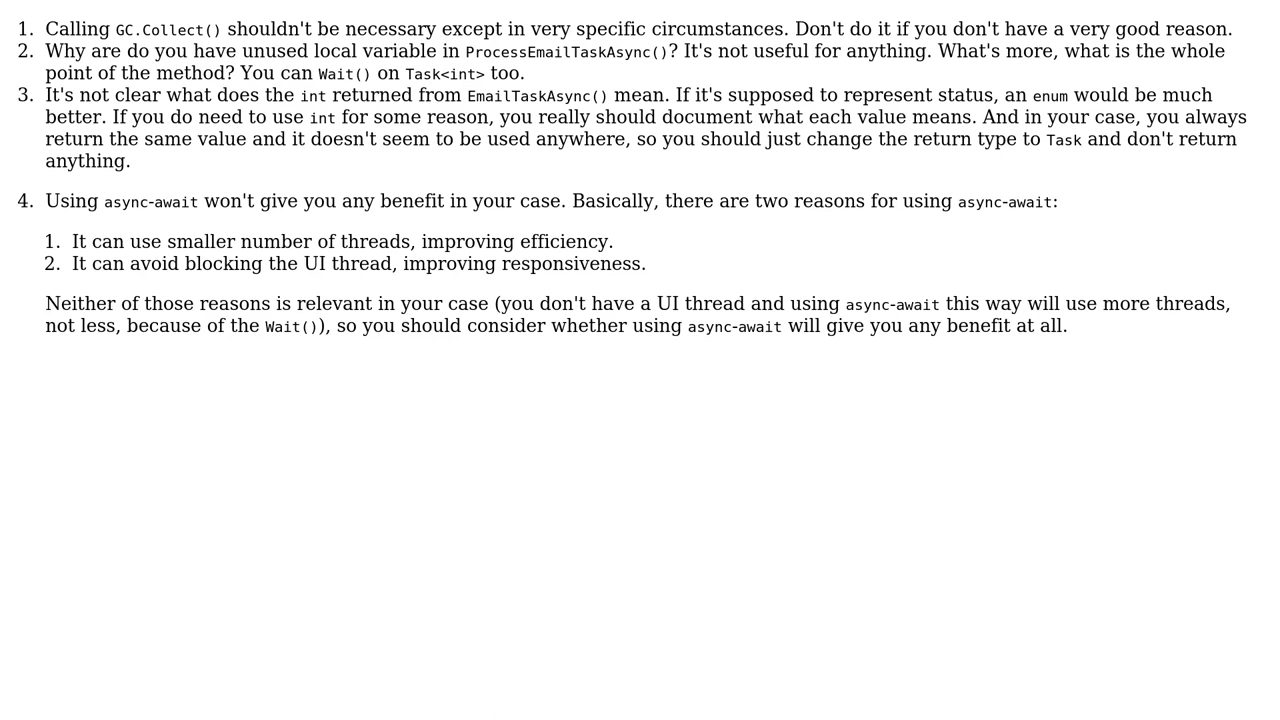 1. Calling GC.Collect() shouldn't be necessary except in very specific circumstances. Don't do it if you don't have a very good reason.
2. Why are do you have unused local variable in ProcessEmailTaskAsync()? It's not useful for anything. What's more, what is the whole
point of the method? You can Wait() on Task<int> too.
3. It's not clear what does the int returned from EmailTaskAsync() mean. If it's supposed to represent status, an enum would be much
better. If you do need to use int for some reason, you really should document what each value means. And in your case, you always
return the same value and it doesn't seem to be used anywhere, so you should just change the return type to Task and don't return
anything.
4. Using async-await won't give you any benefit in your case. Basically, there are two reasons for using async-await:
1. It can use smaller number of threads, improving efficiency.
2. It can avoid blocking the UI thread, improving responsiveness.
Neither of those reasons is relevant in your case (you don't have a UI thread and using async-await this way will use more threads,
not less, because of the Wait()), so you should consider whether using async-await will give you any benefit at all.